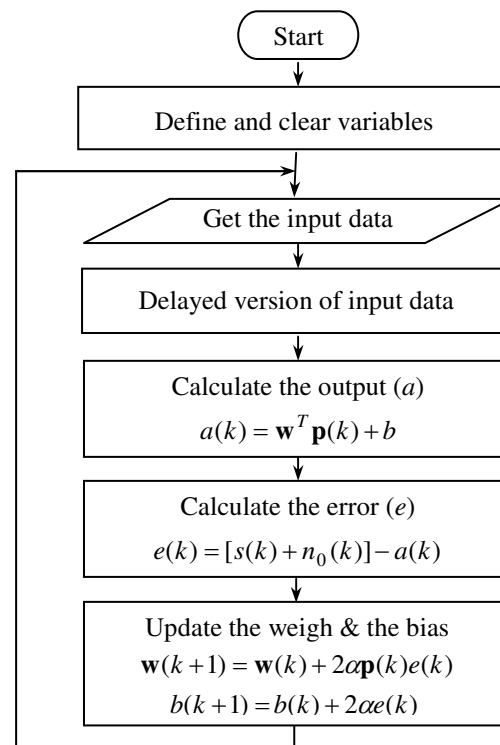 Start
Define and clear variables
Get the input data
Delayed version of input data
Calculate the output (a)
a(k) = w^T p(k) + b
Calculate the error (e)
e(k) = [s(k) + n_0(k)] − a(k)
Update the weigh & the bias
w(k+1) = w(k) + 2αp(k)e(k)
b(k+1) = b(k) + 2αe(k)